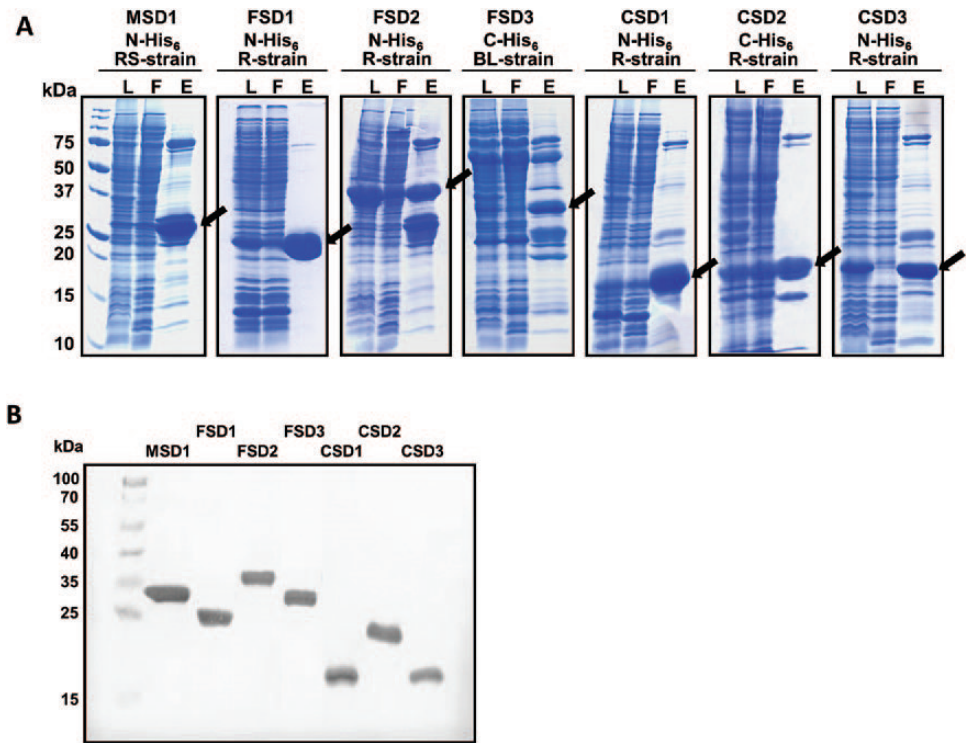 A
MSD1 FSD1 FSD2 FSD3 CSD1 CSD2 CSD3
N-His6 N-His6 N-His6 C-His6 N-His6 C-His6 N-His6
RS-strain R-strain R-strain BL-strain R-strain R-strain R-strain
kDa L F E L F E L F E L F E L F E L F E L F E
75
50
37
25
20
15
10
B
FSD1 FSD3 CSD2
kDa MSD1 FSD2 CSD1 CSD3
100
70
55
40
35
25
15